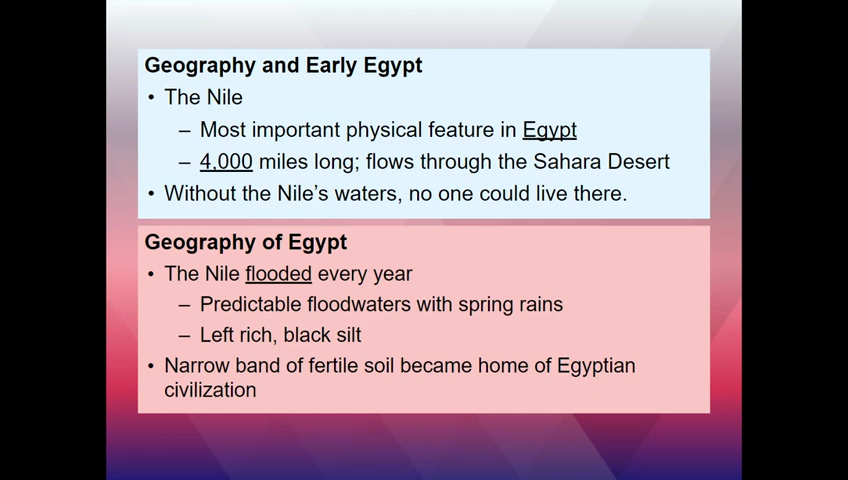 Geography and Early Egypt
• The Nile
– Most important physical feature in Egypt
– 4,000 miles long; flows through the Sahara Desert
• Without the Nile's waters, no one could live there.
Geography of Egypt
• The Nile flooded every year
– Predictable floodwaters with spring rains
– Left rich, black silt
• Narrow band of fertile soil became home of Egyptian
civilization